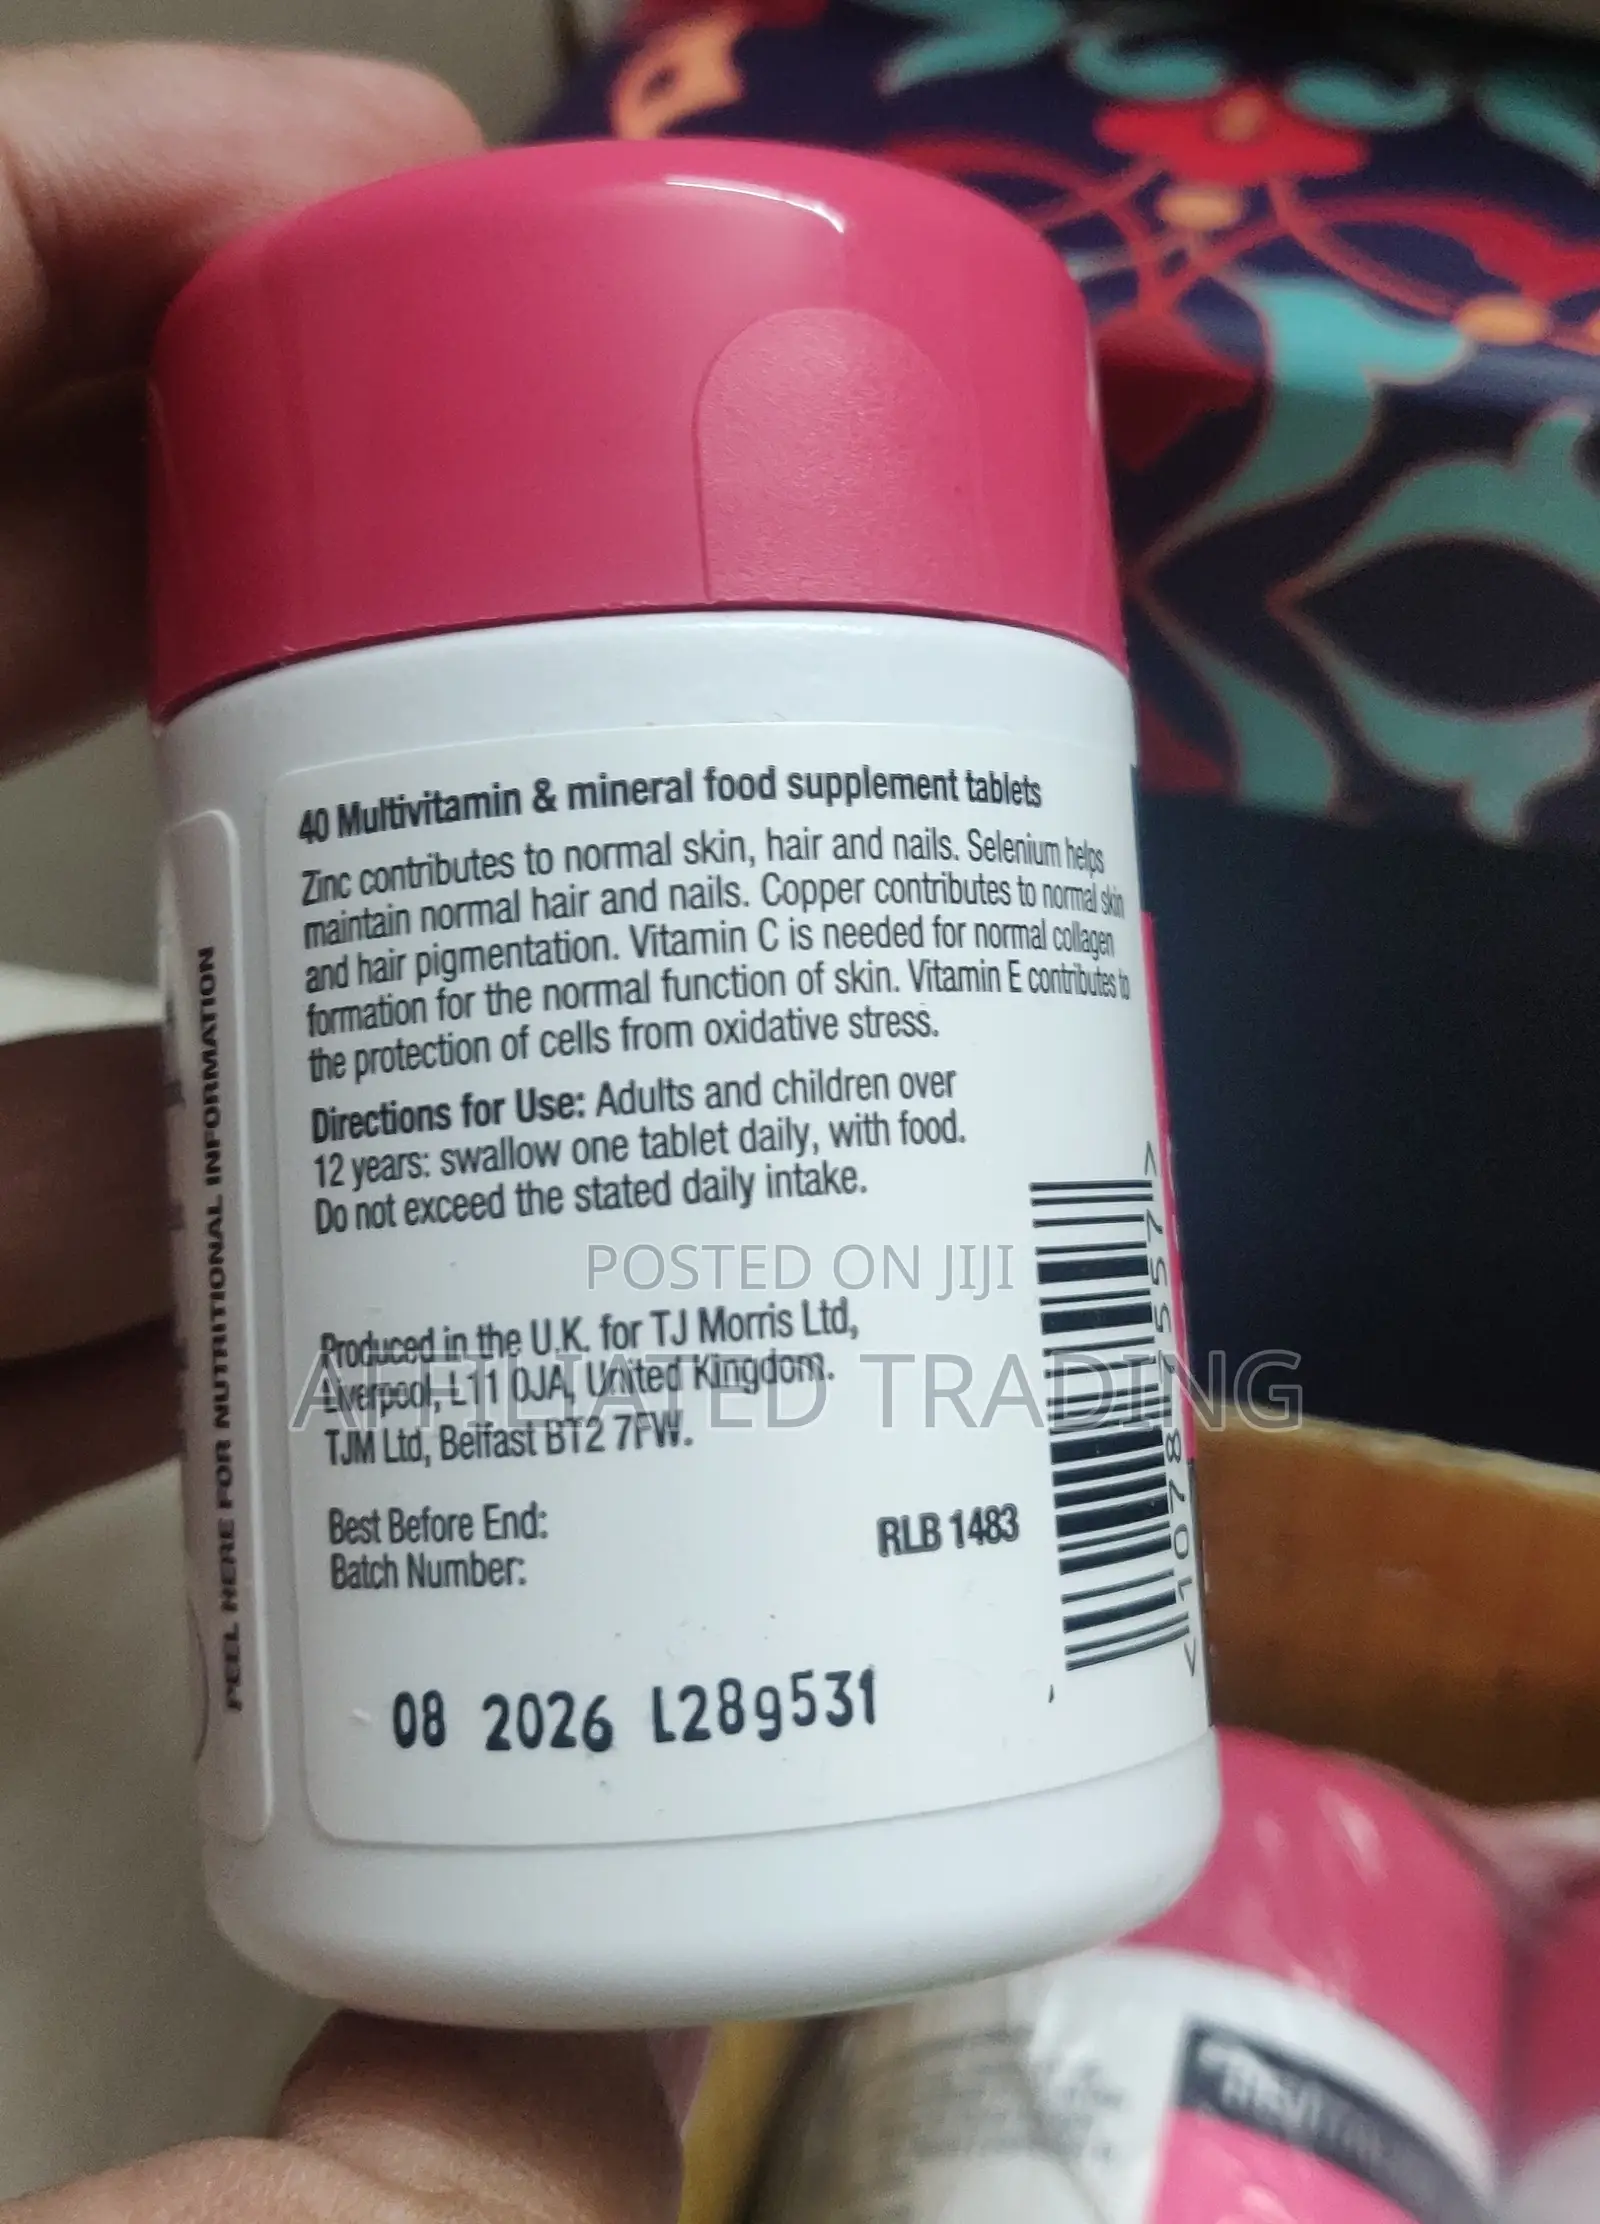 40 Multivitamin & mineral food supplement tablets
Zinc contributes to normal skin, hair and nails. Selenium helps
maintain normal hair and nails. Copper contributes to normal skin
and hair pigmentation. Vitamin C is needed for normal collagen
formation for the normal function of skin. Vitamin E contributes to
the protection of cells from oxidative stress.
Directions for Use: Adults and children over
12 years: swallow one tablet daily, with food.
Do not exceed the stated daily intake.
POSTED ON JIJI
Produced in the U.K. for TJ Morris Ltd,
Liverpool, L11 0JA, United Kingdom.
AFFILIATED TRADING
TJM Ltd, Belfast BT2 7FW.
Best Before End:
Batch Number:
RLB 1483
08 2026 L289531
PEEL HERE FOR NUTRITIONAL INFORMATION